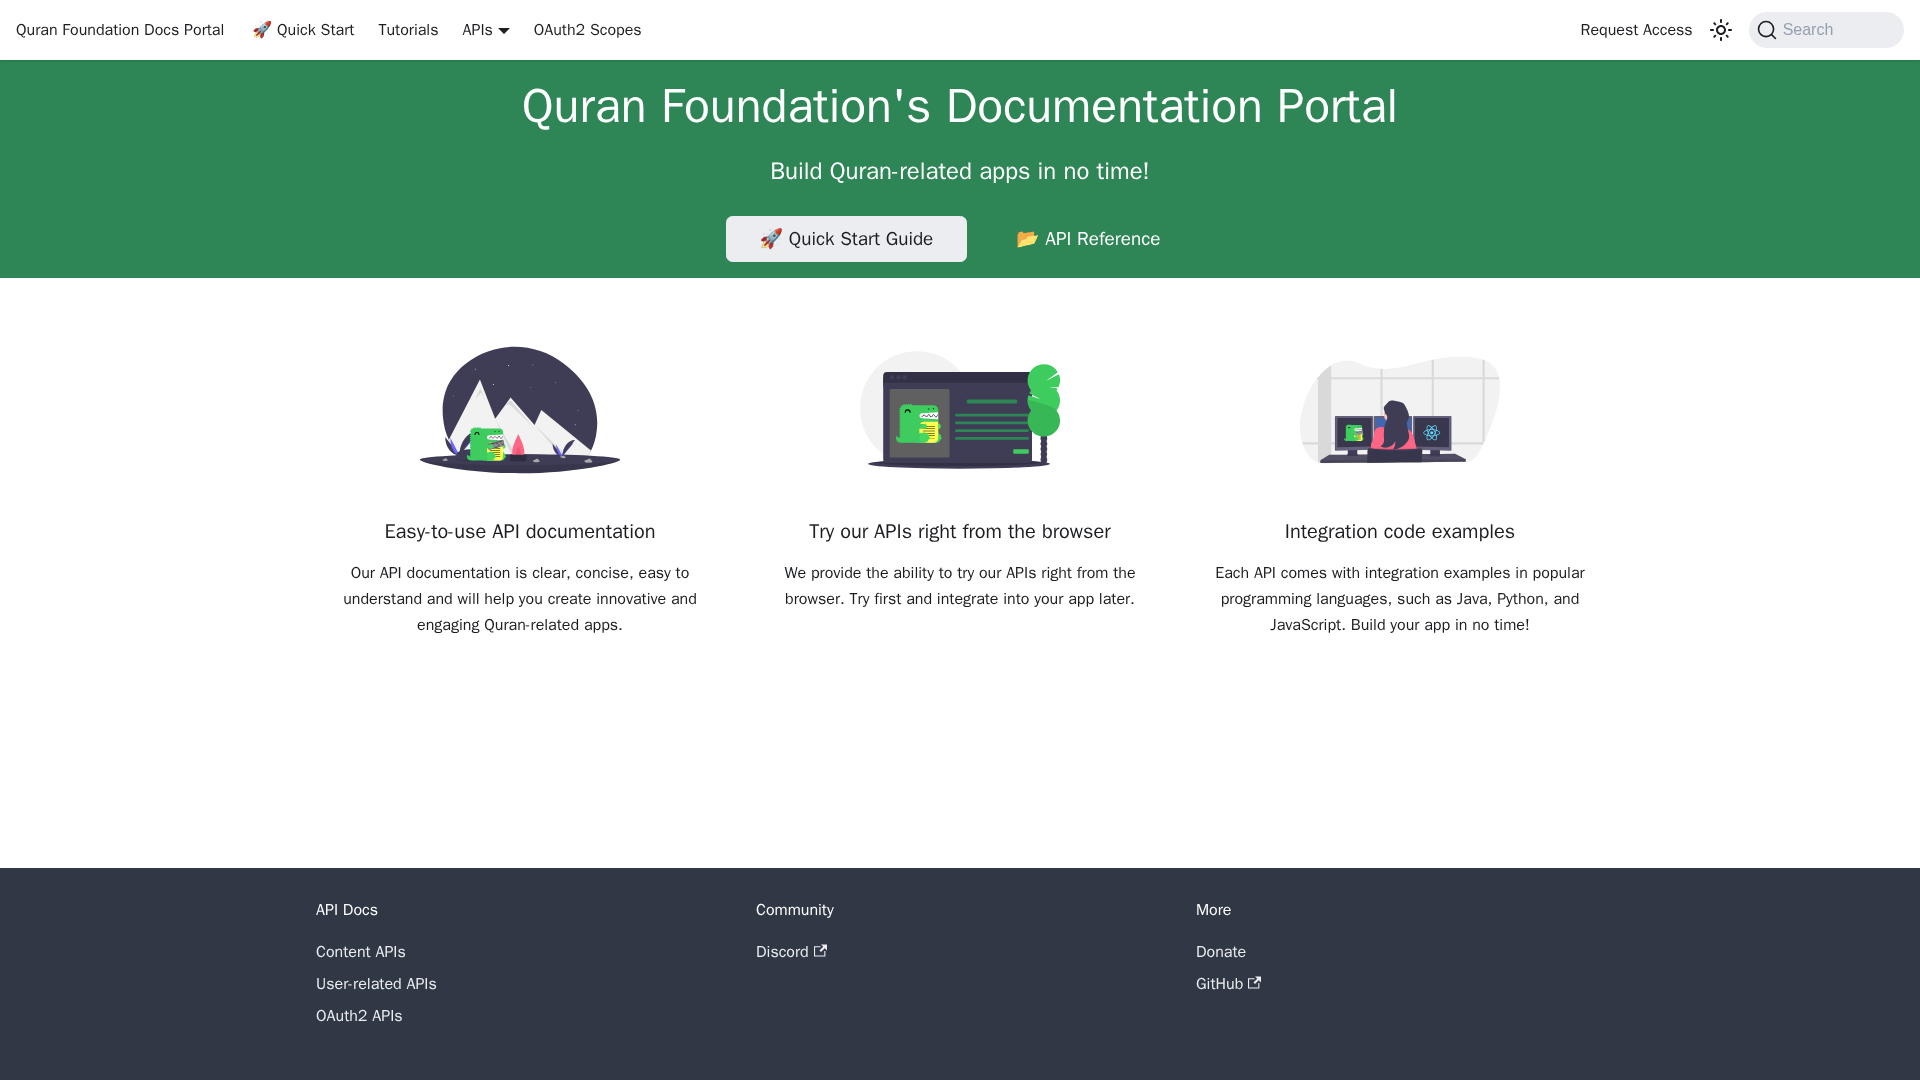 Quran Foundation Docs Portal
🚀 Quick Start
Tutorials
APIs
OAuth2 Scopes
Request Access
Search
Quran Foundation's Documentation Portal
Build Quran-related apps in no time!
🚀 Quick Start Guide
📂 API Reference
Easy-to-use API documentation
Our API documentation is clear, concise, easy to
understand and will help you create innovative and
engaging Quran-related apps.
Try our APIs right from the browser
We provide the ability to try our APIs right from the
browser. Try first and integrate into your app later.
Integration code examples
Each API comes with integration examples in popular
programming languages, such as Java, Python, and
JavaScript. Build your app in no time!
API Docs
Content APIs
User-related APIs
OAuth2 APIs
Community
Discord
More
Donate
GitHub